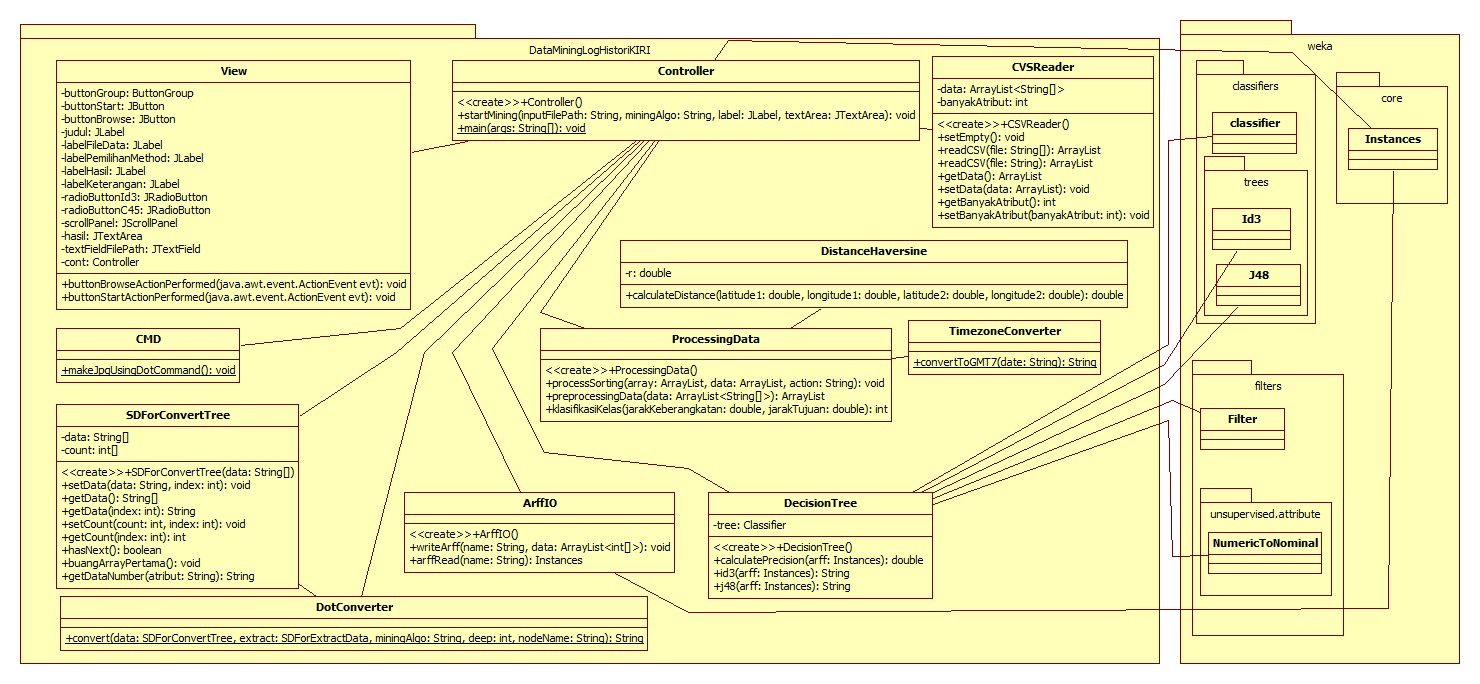 DataMiningLogHistoriKIRI
View
-buttonGroup: ButtonGroup
-buttonStart: JButton
-buttonBrowse: JButton
-judul: JLabel
-labelFileData: JLabel
-labelPemilihanMethod: JLabel
-labelHasil: JLabel
-labelKeterangan: JLabel
-radioButtonId3: JRadioButton
-radioButtonC45: JRadioButton
-scrollPanel: JScrollPanel
-hasil: JTextArea
-textFieldFilePath: JTextField
-cont: Controller
+buttonBrowseActionPerformed(java.awt.event.ActionEvent evt): void
+buttonStartActionPerformed(java.awt.event.ActionEvent evt): void
Controller
<<create>>+Controller()
+startMining(inputFilePath: String, miningAlgo: String, label: JLabel, textArea: JTextArea): void
+main(args: String[]): void
CVSReader
-data: ArrayList<String[]>
-banyakAtribut: int
<<create>>+CSVReader()
+setEmpty(): void
+readCSV(file: String[]): ArrayList
+readCSV(file: String): ArrayList
+getData(): ArrayList
+setData(data: ArrayList): void
+getBanyakAtribut(): int
+setBanyakAtribut(banyakAtribut: int): void
DistanceHaversine
-r: double
+calculateDistance(latitude1: double, longitude1: double, latitude2: double, longitude2: double): double
CMD
+makeJpgUsingDotCommand(): void
ProcessingData
<<create>>+ProcessingData()
+processSorting(array: ArrayList, data: ArrayList, action: String): void
+preprocessingData(data: ArrayList<String[]>): ArrayList
+klasifikasiKelas(jarakKeberangkatan: double, jarakTujuan: double): int
TimezoneConverter
+convertToGMT7(date: String): String
SDForConvertTree
-data: String[]
-count: int[]
<<create>>+SDForConvertTree(data: String[])
+setData(data: String, index: int): void
+getData(): String[]
+getData(index: int): String
+setCount(count: int, index: int): void
+getCount(index: int): int
+hasNext(): boolean
+buangArrayPertama(): void
+getDataNumber(atribut: String): String
ArffIO
<<create>>+ArffIO()
+writeArff(name: String, data: ArrayList<int[]>): void
+arffRead(name: String): Instances
DecisionTree
-tree: Classifier
<<create>>+DecisionTree()
+calculatePrecision(arff: Instances): double
+id3(arff: Instances): String
+j48(arff: Instances): String
DotConverter
+convert(data: SDForConvertTree, extract: SDForExtractData, miningAlgo: String, deep: int, nodeName: String): String
weka
classifiers
classifier
trees
Id3
J48
core
Instances
filters
Filter
unsupervised.attribute
NumericToNominal